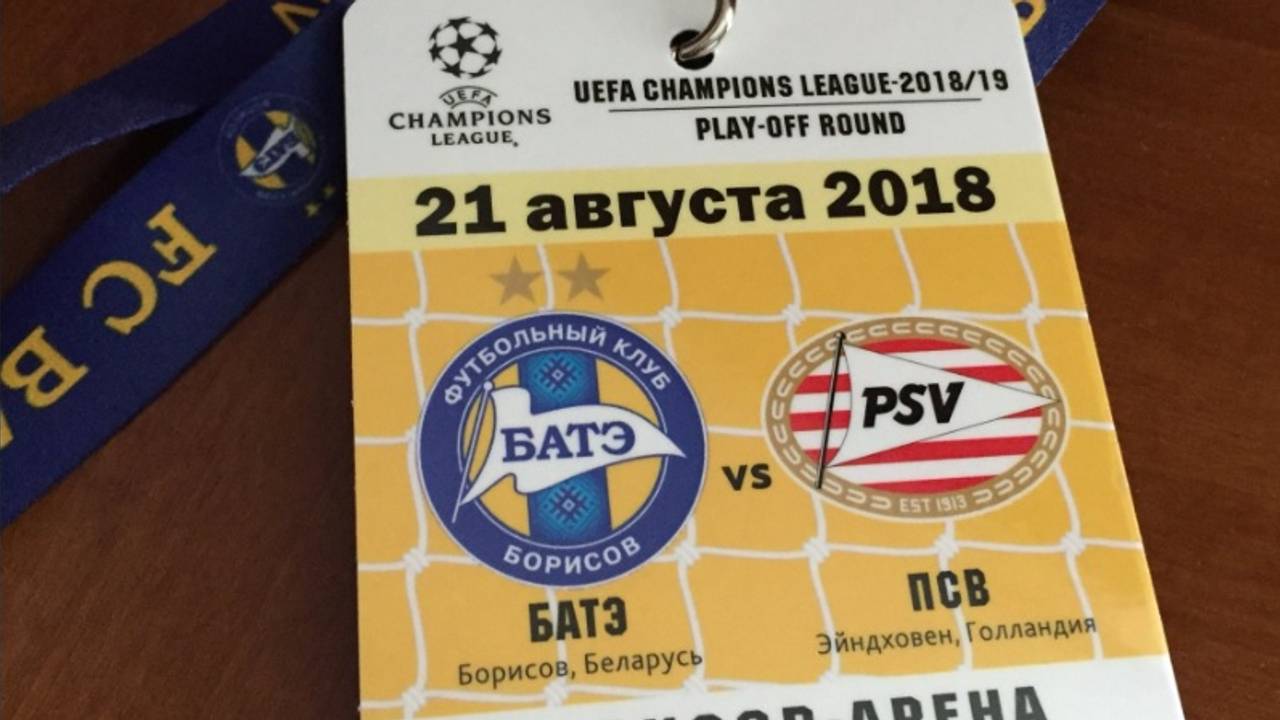 UEFA
CHAMPIONS
LEAGUE®
UEFA CHAMPIONS LEAGUE-2018/19
PLAY-OFF ROUND
21 августа 2018
FC
ФУТБОЛЬНЫЙ КЛУБ
БАТЭ
БОРИСОВ
vs
PSV
EST 1913
БАТЭ
Борисов, Беларусь
ПСВ
Эйндховен, Голландия
АРЕНА